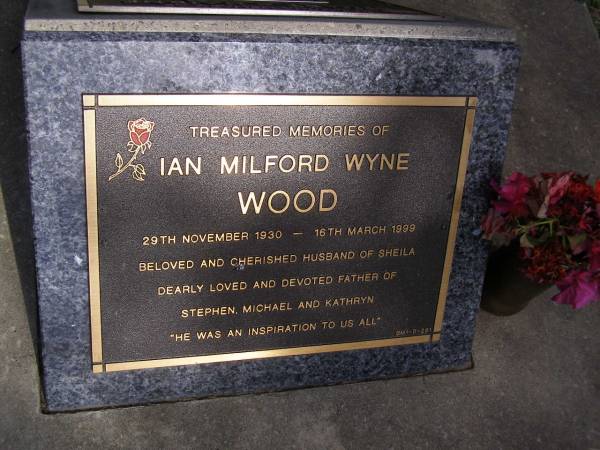 TREASURED MEMORIES OF
IAN MILFORD WYNE
WOOD
29TH NOVEMBER 1930 – 16TH MARCH 1999
BELOVED AND CHERISHED HUSBAND OF SHEILA
DEARLY LOVED AND DEVOTED FATHER OF
STEPHEN, MICHAEL AND KATHRYN
"HE WAS AN INSPIRATION TO US ALL"